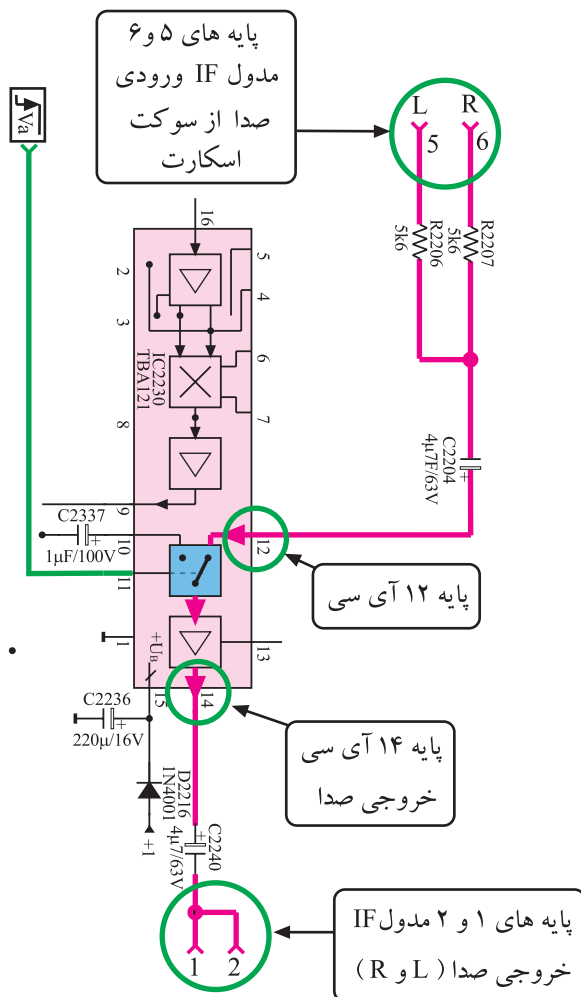 پایه های ۵ و۶
مدول IF ورودی
صدا از سوکت
اسکارت
L R
5 6
Va
R2206
5k6
R2207
5k6
16
2
3
5
4
6
7
8
IC2230
TBA121
C2204
4µ7F/63V
+
9
10
11
12
C2337
+
1µF/100V
پایه ۱۲ آی سی
1
13
+UB
15
14
C2236
+
220µ/16V
پایه ۱۴ آی سی
خروجی صدا
D2216
1N4001
+1
C2240
4µ7/63V
+
1 2
پایه های ۱ و ۲ مدولIF
خروجی صدا ( L و R )